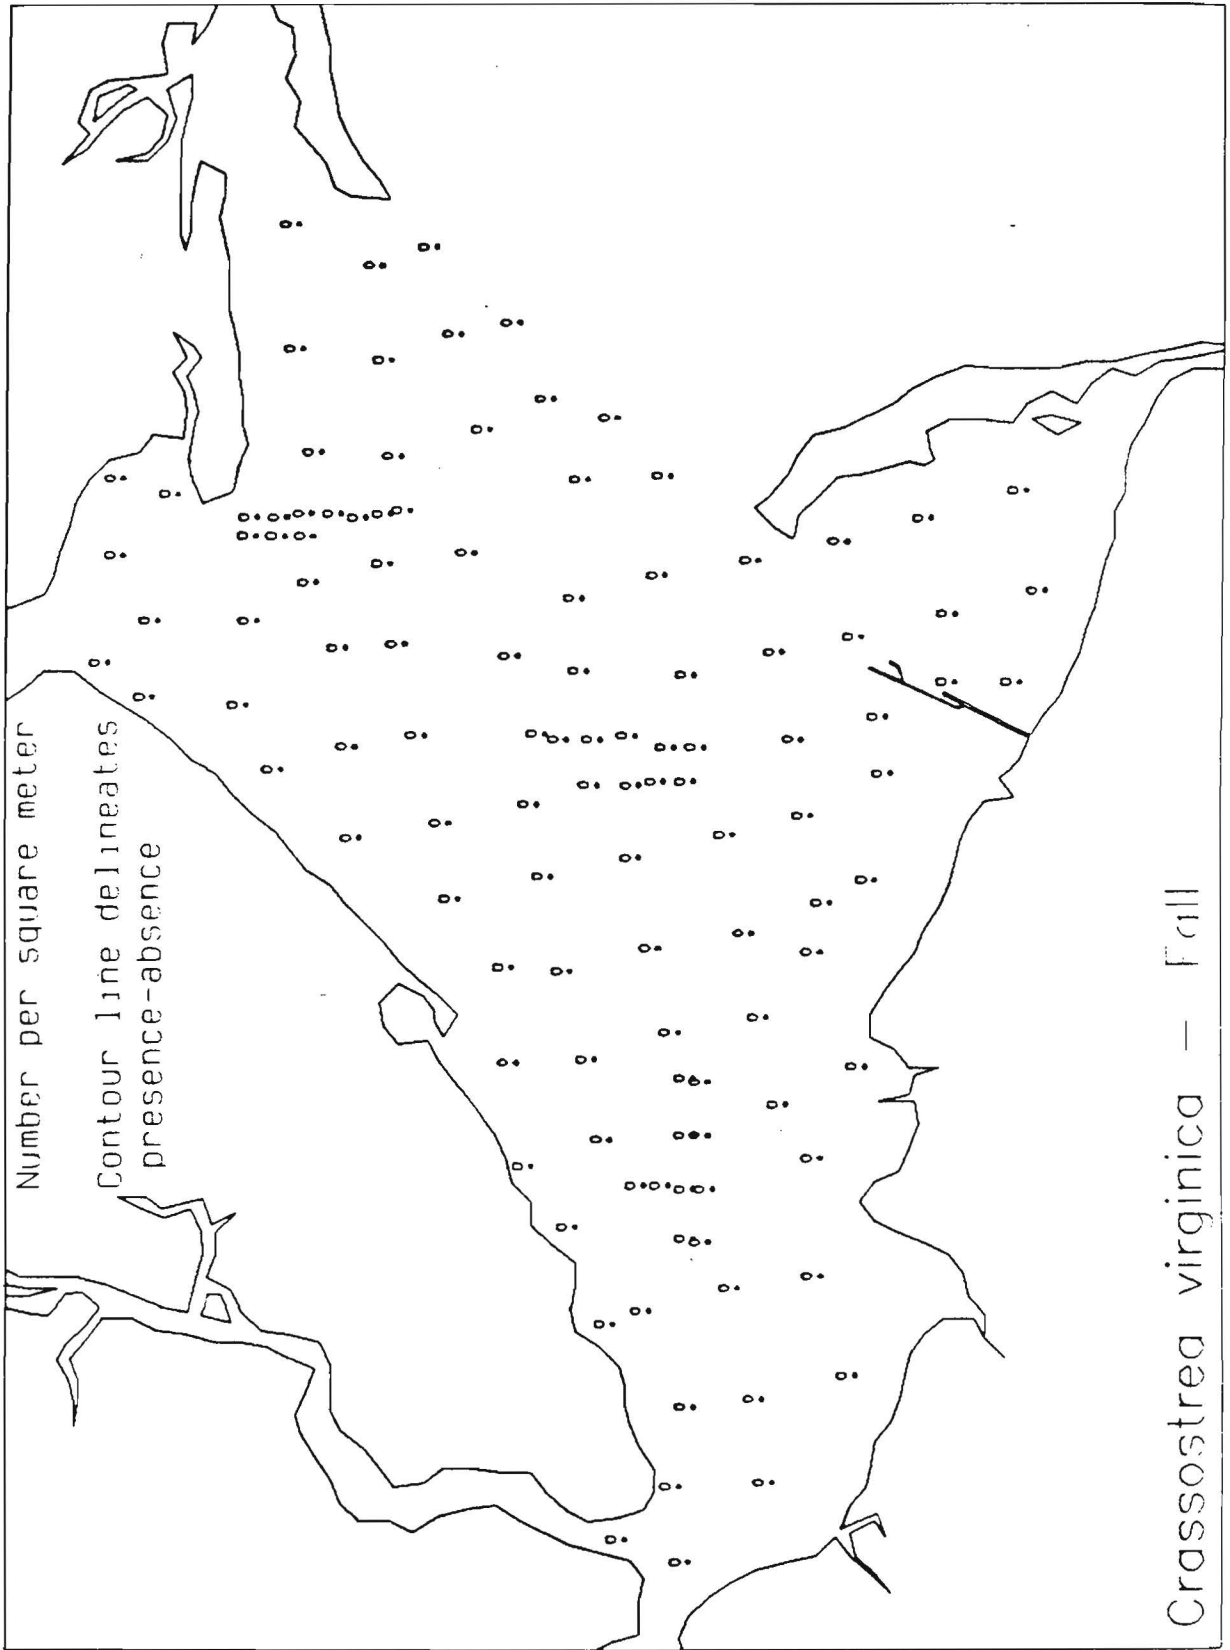 Number per square meter
Contour line delineates
presence-absence
Crassostrea virginica — Fall